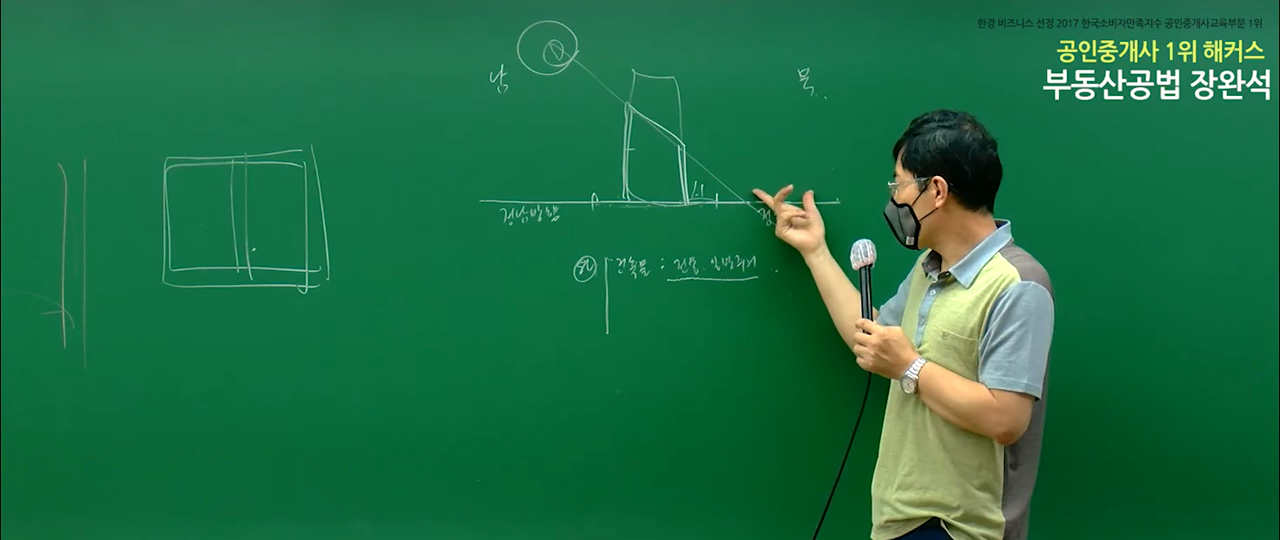 한경 비즈니스 선정 2017 한국소비자만족지수 공인중개사교육부문 1위
공인중개사 1위 해커스
부동산공법 장완석
남
북
정남방향
정
건축물 : 전용. 일반주거